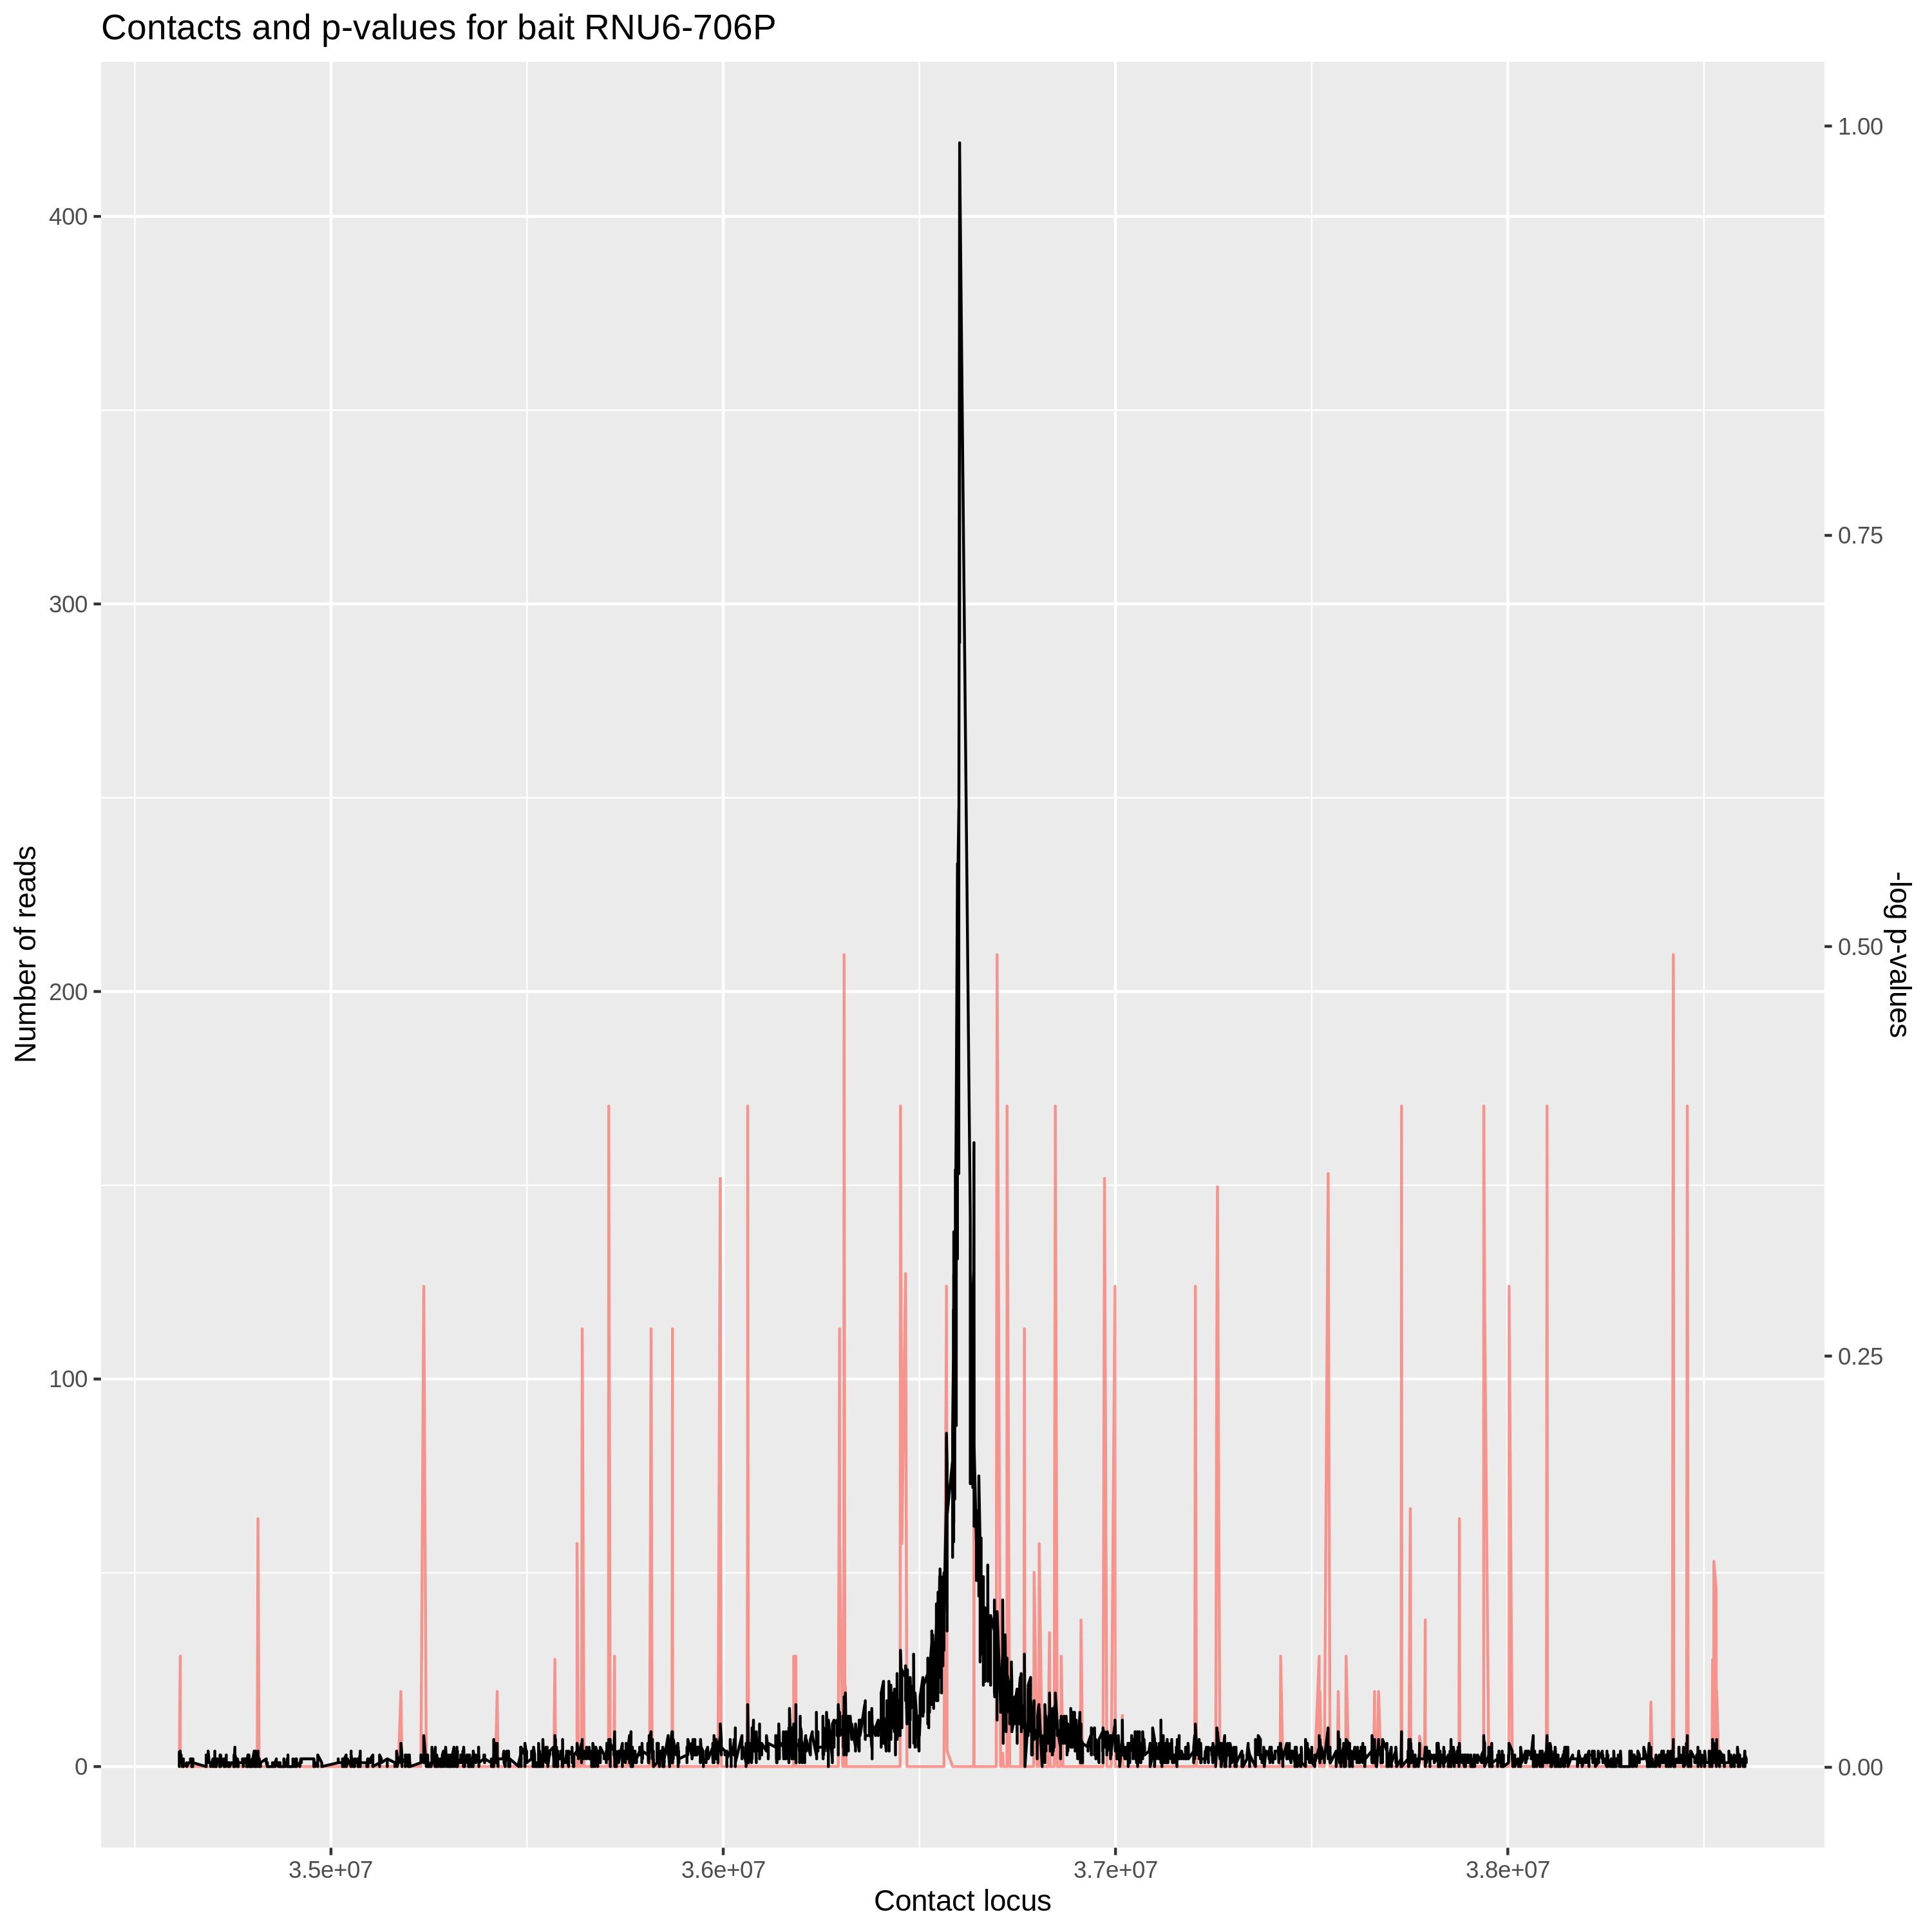 Contacts and p-values for bait RNU6-706P
Number of reads
400
300
200
100
0
1.00
0.75
0.50
0.25
0.00
-log p-values
3.5e+07
3.6e+07
3.7e+07
3.8e+07
Contact locus